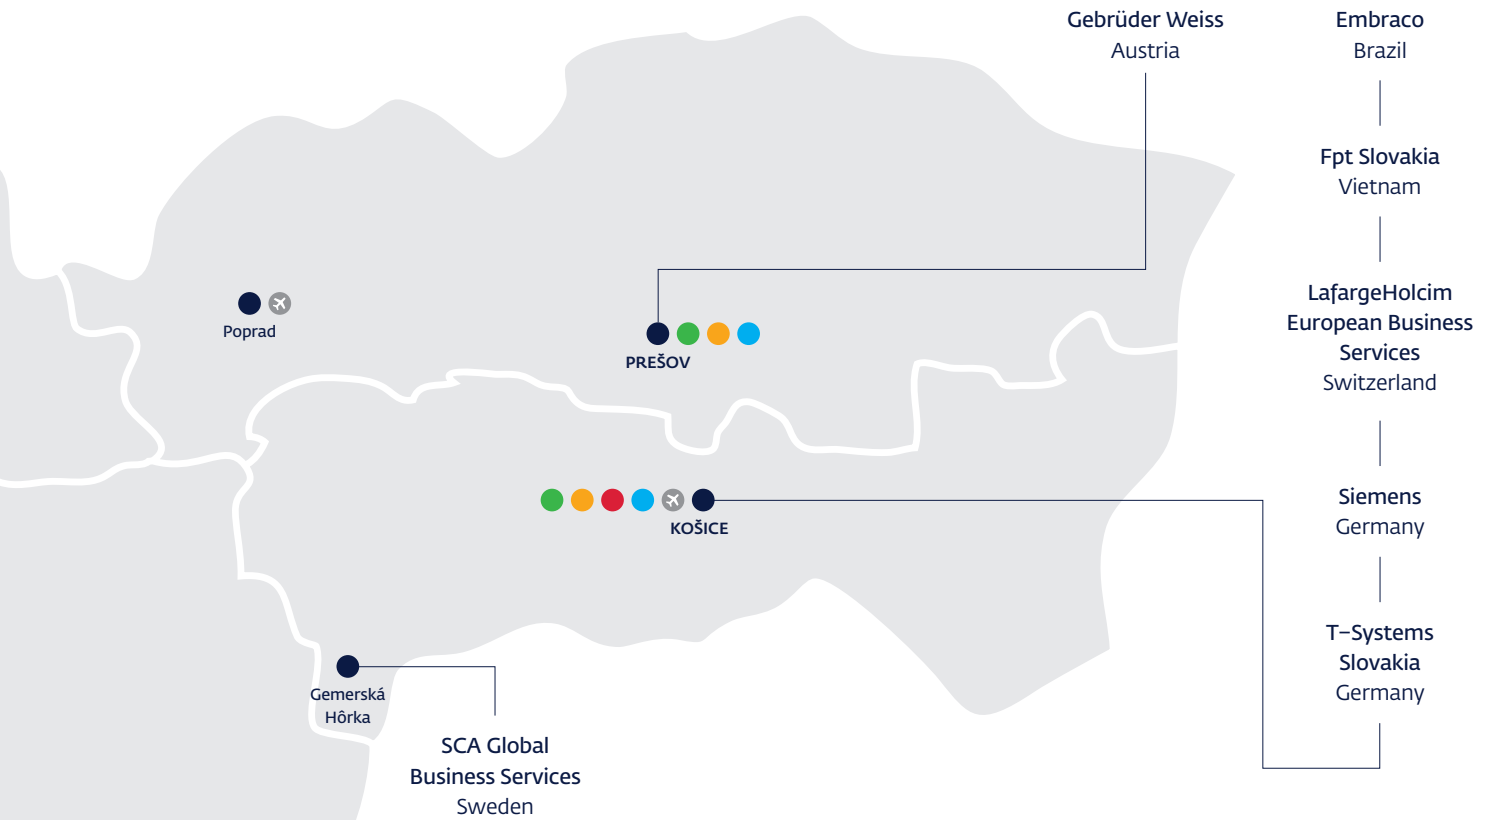 Gebrüder Weiss
Austria
Embraco
Brazil
Fpt Slovakia
Vietnam
LafargeHolcim
European Business
Services
Switzerland
Siemens
Germany
T–Systems
Slovakia
Germany
Poprad
PREŠOV
KOŠICE
Gemerská
Hôrka
SCA Global
Business Services
Sweden